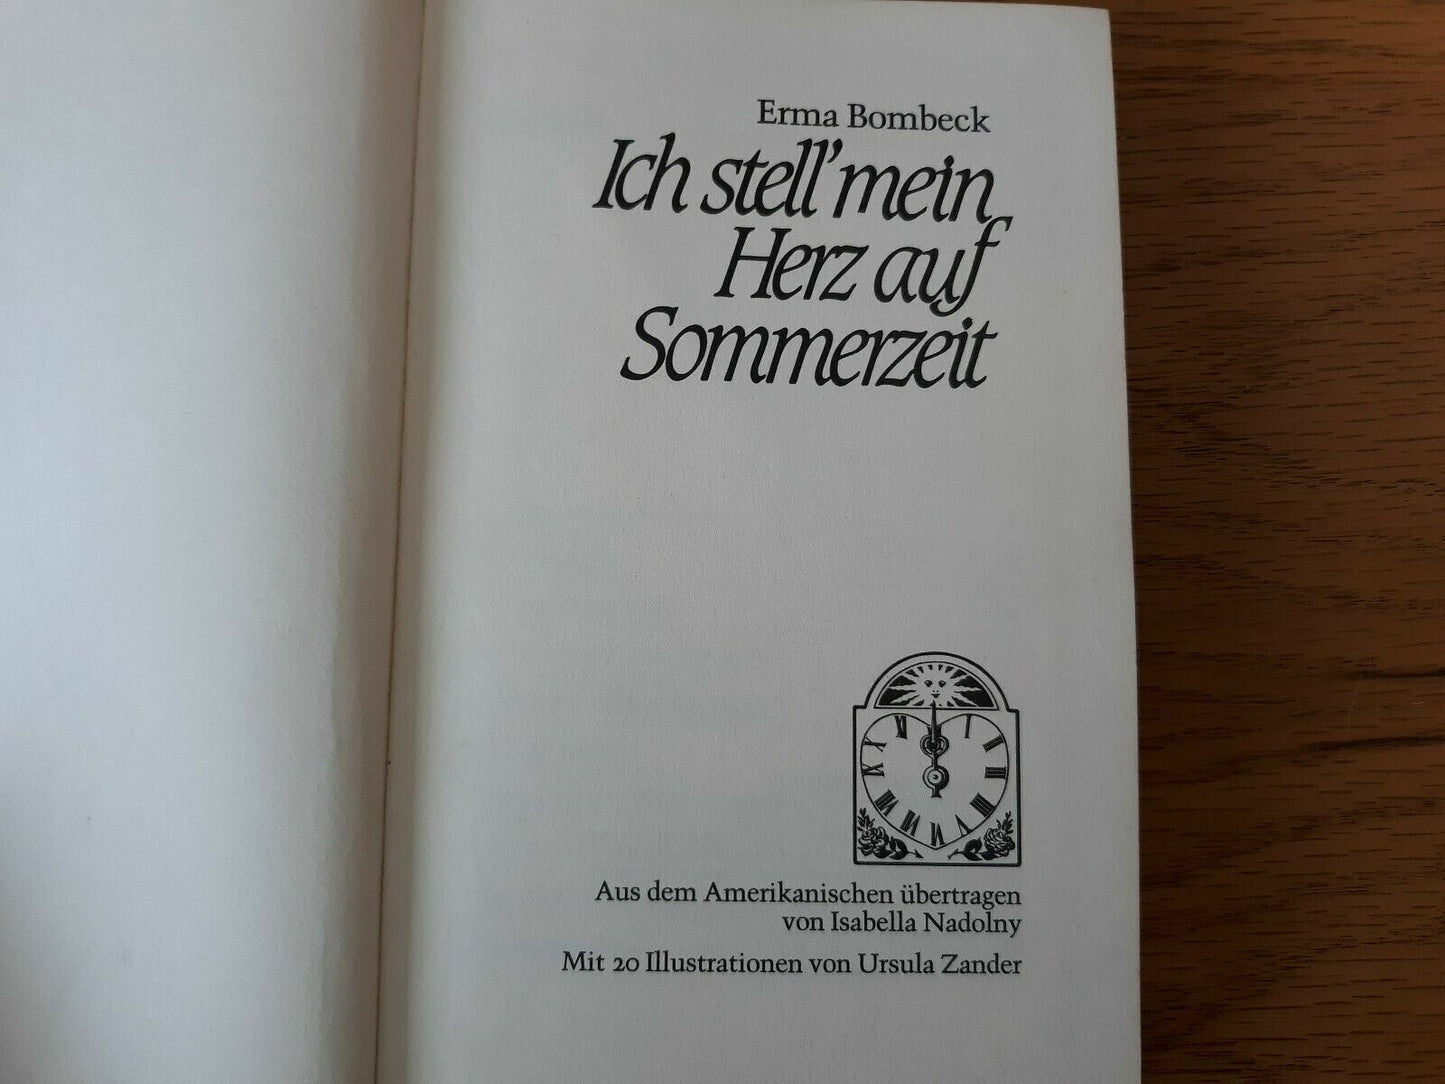 Erma Bombeck
Ich stell’ mein
Herz auf
Sommerzeit
Aus dem Amerikanischen übertragen
von Isabella Nadolny
Mit 20 Illustrationen von Ursula Zander